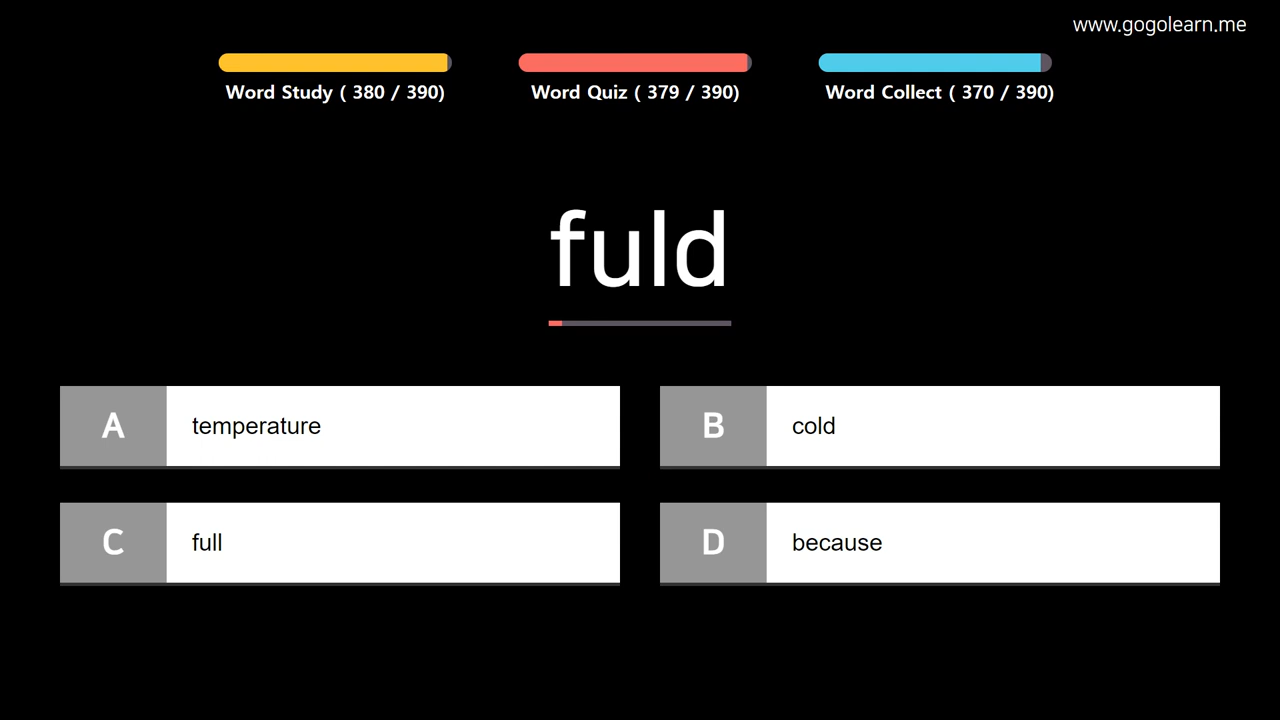 www.gogolearn.me
Word Study ( 380 / 390)
Word Quiz ( 379 / 390)
Word Collect ( 370 / 390)
fuld
A temperature
B cold
C full
D because